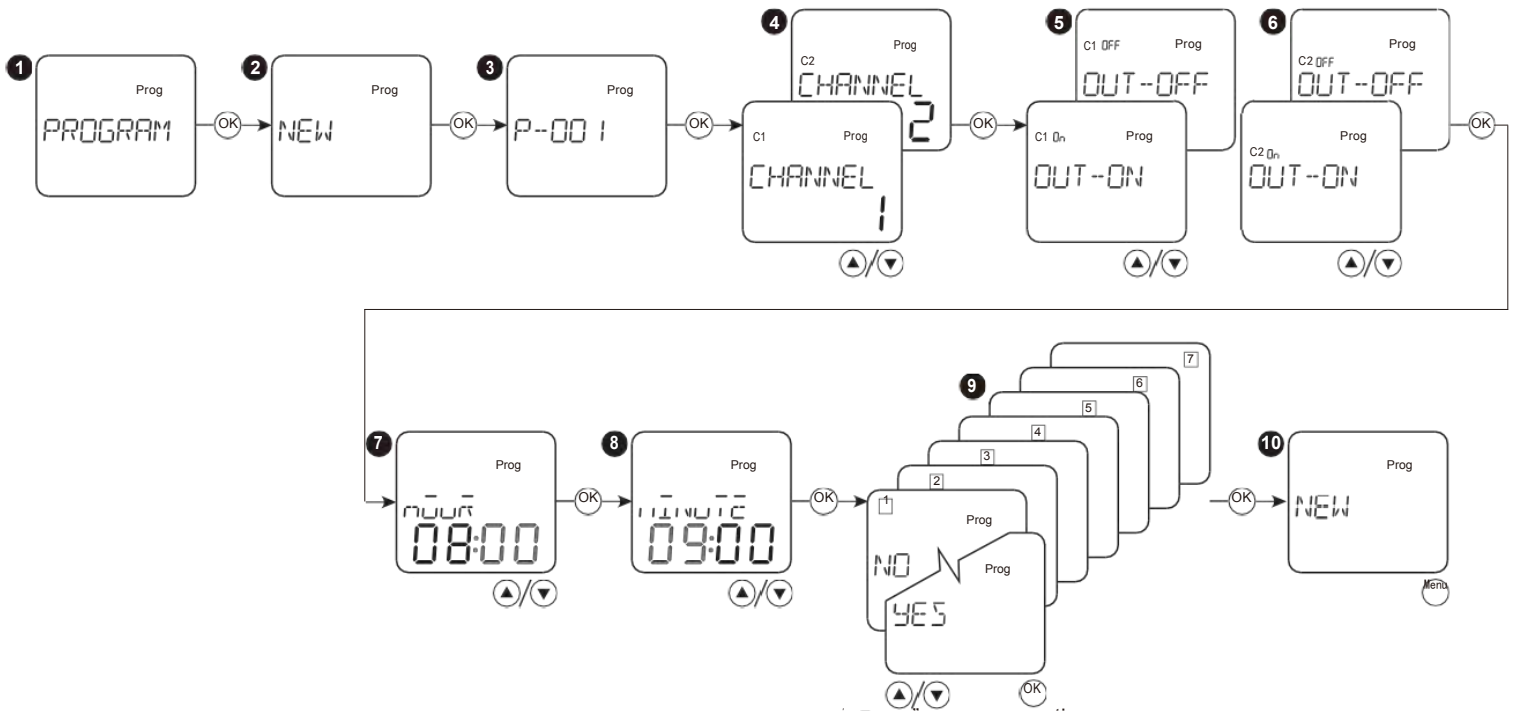 1
Prog
PROGRAM
OK
2
Prog
NEW
OK
3
Prog
P-001
OK
4
Prog
C2
CHANNEL
2
C1 Prog
CHANNEL
1
OK
5
C1 OFF Prog
OUT-OFF
C1 On Prog
OUT-ON
6
Prog
C2 OFF
OUT-OFF
Prog
C2 On
OUT-ON
OK
7
Prog
HOUR
08:00
OK
8
Prog
MINUTE
09:00
OK
9
7
6
5
4
3
2
1
Prog
NO
Prog
YES
OK
OK
10
Prog
NEW
Menu